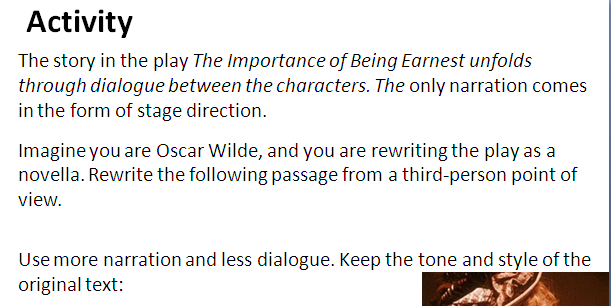 Activity
The story in the play The Importance of Being Earnest unfolds
through dialogue between the characters. The only narration comes
in the form of stage direction.
Imagine you are Oscar Wilde, and you are rewriting the play as a
novella. Rewrite the following passage from a third-person point of
view.
Use more narration and less dialogue. Keep the tone and style of the
original text: